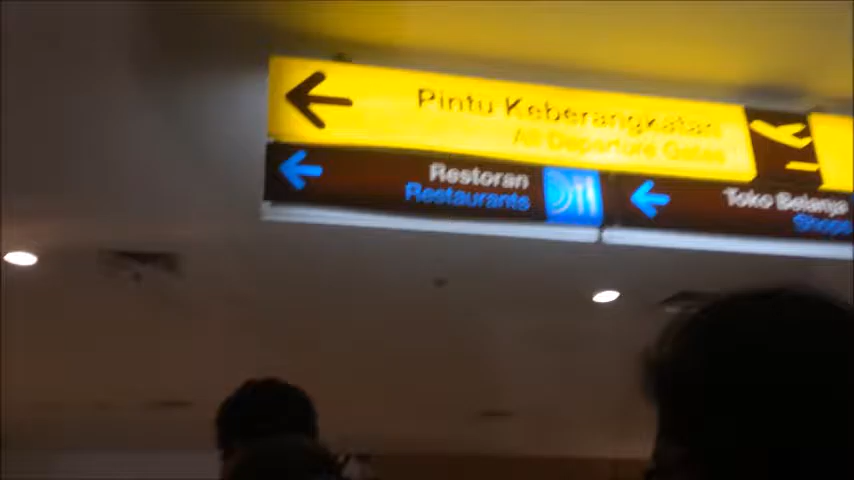 Pintu Keberangkatan
All Departure Gates
Restoran
Restaurants
Toko Belanja
Shops